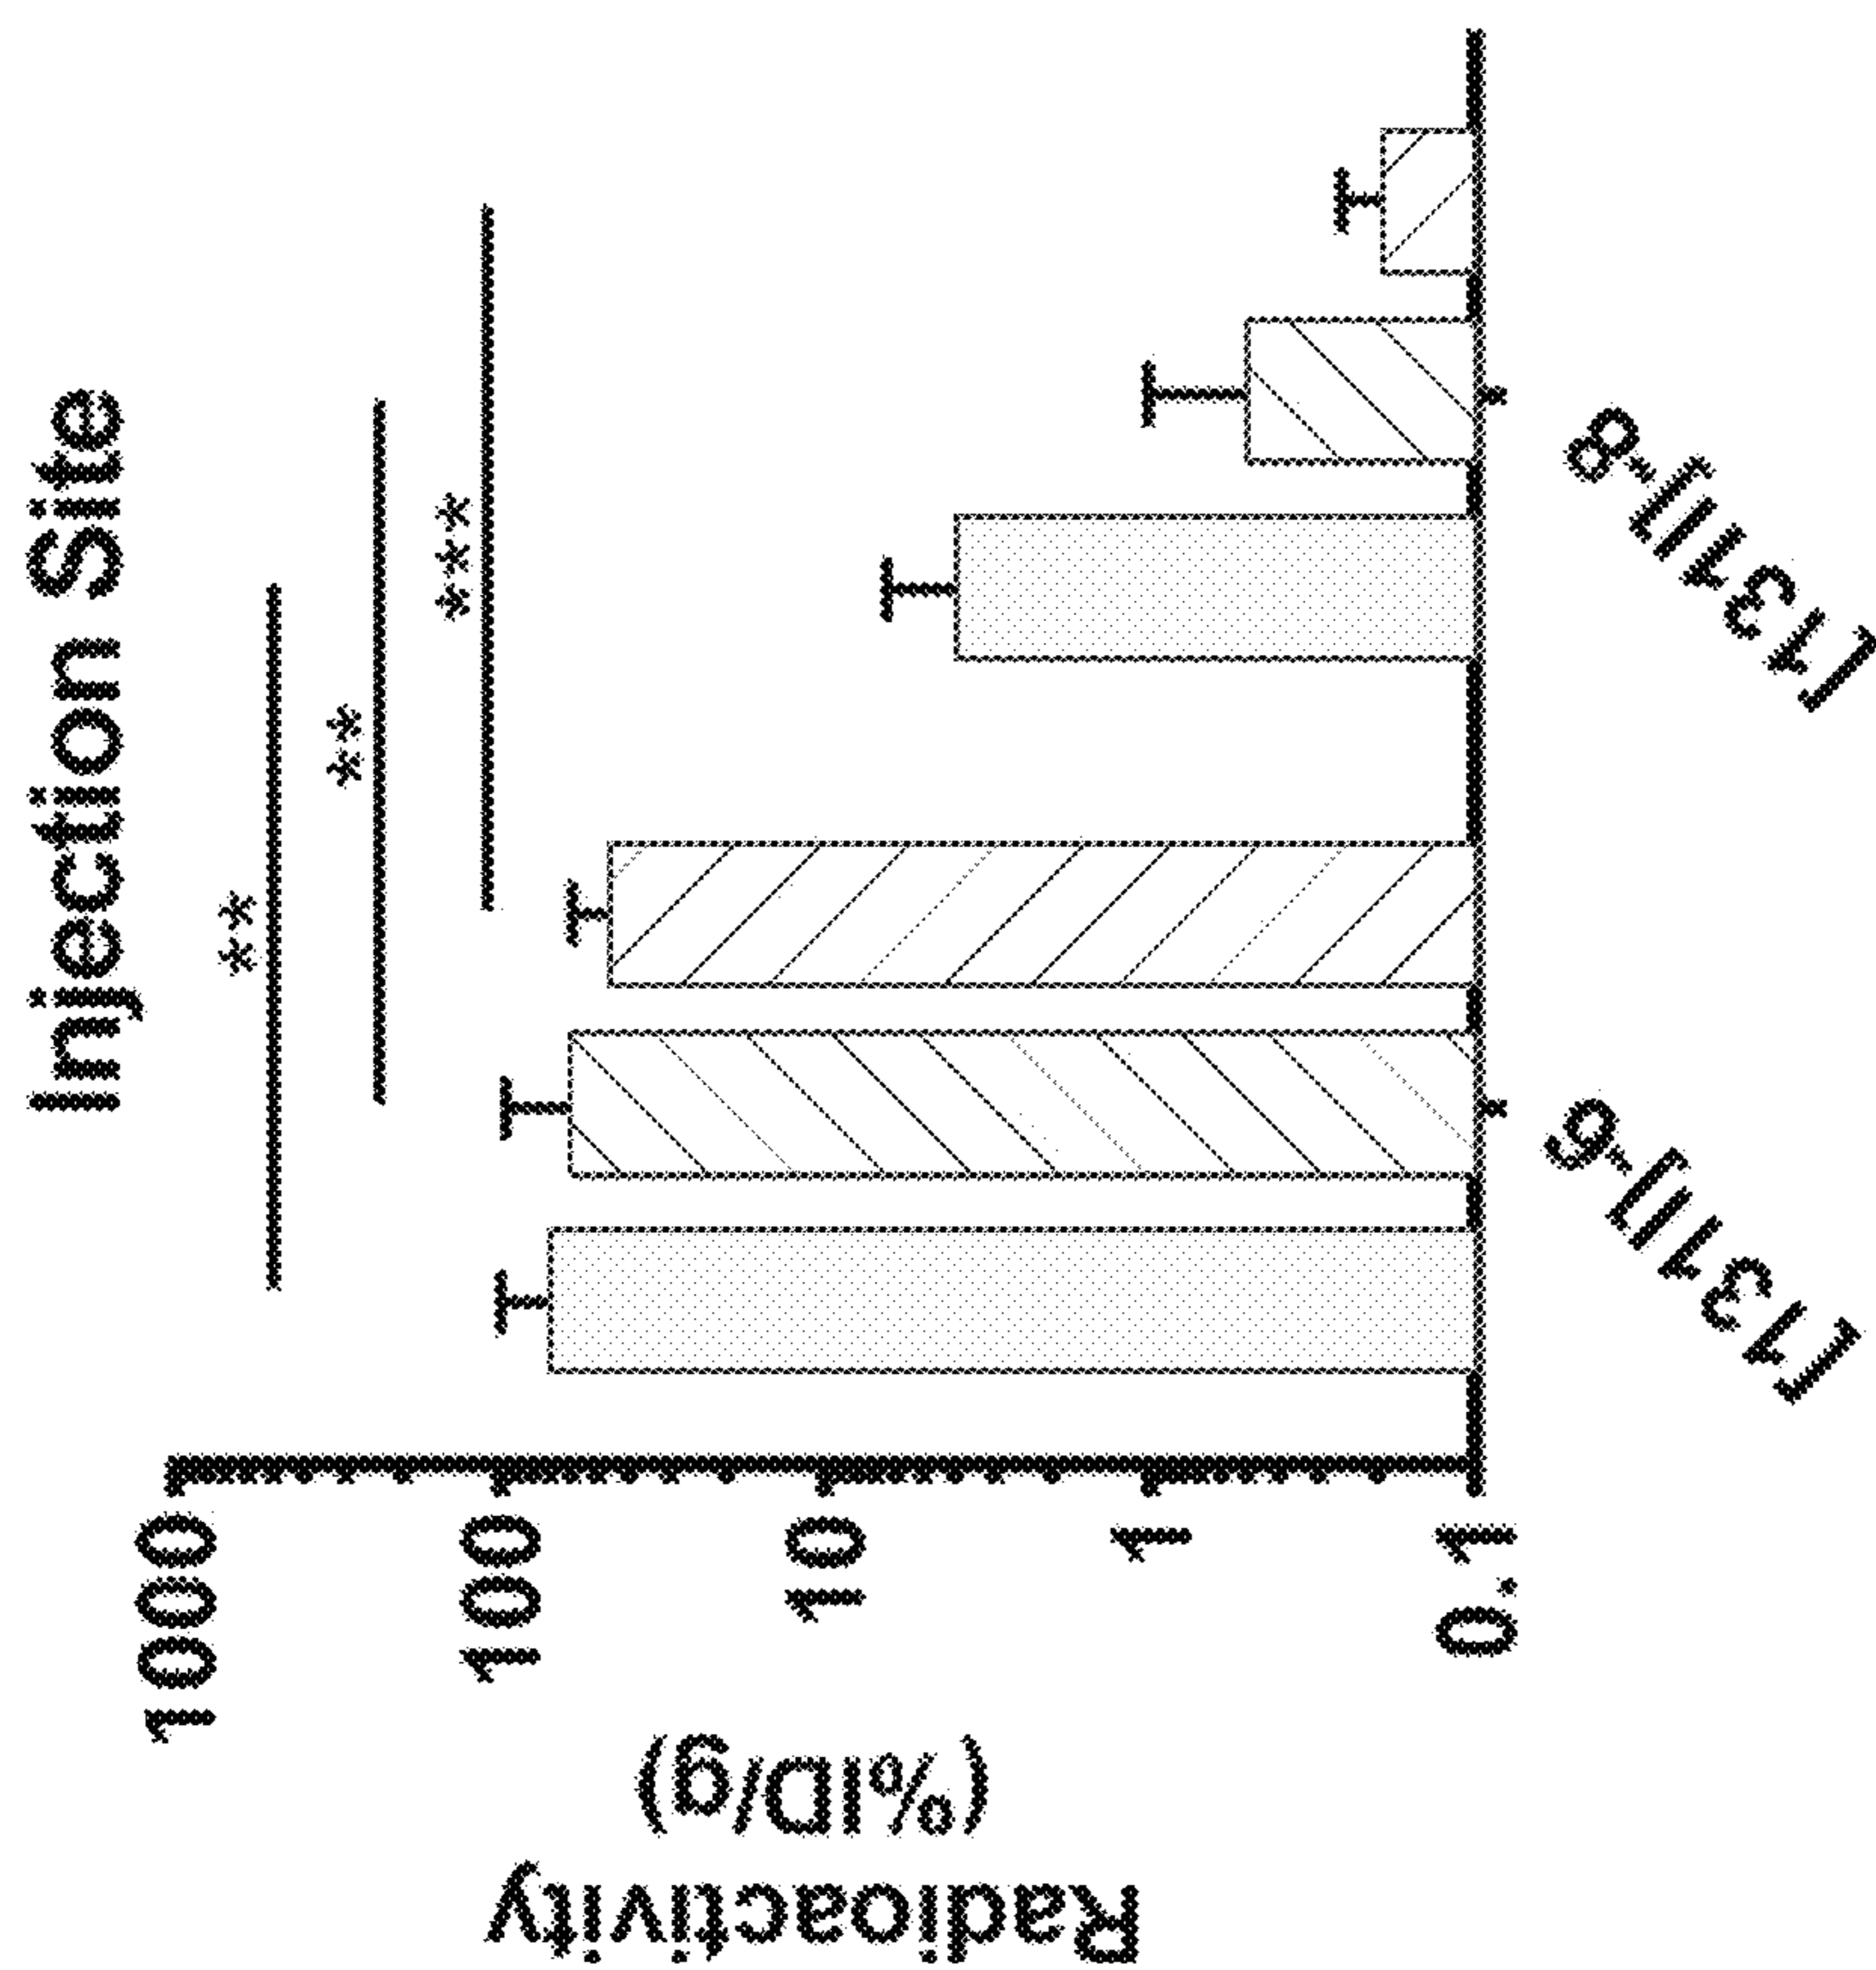 Injection Site
**
**
***
Radioactivity
(%ID/g)
1000
100
10
1
0.1
[131I]-6
[131I]-8